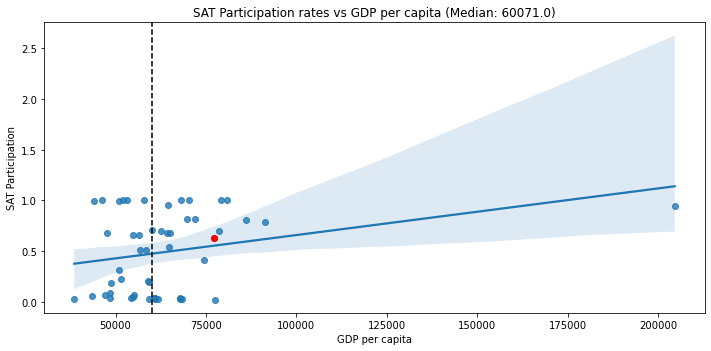 SAT Participation rates vs GDP per capita (Median: 60071.0)
2.5
2.0
1.5
1.0
0.5
0.0
SAT Participation
50000 75000 100000 125000 150000 175000 200000
GDP per capita